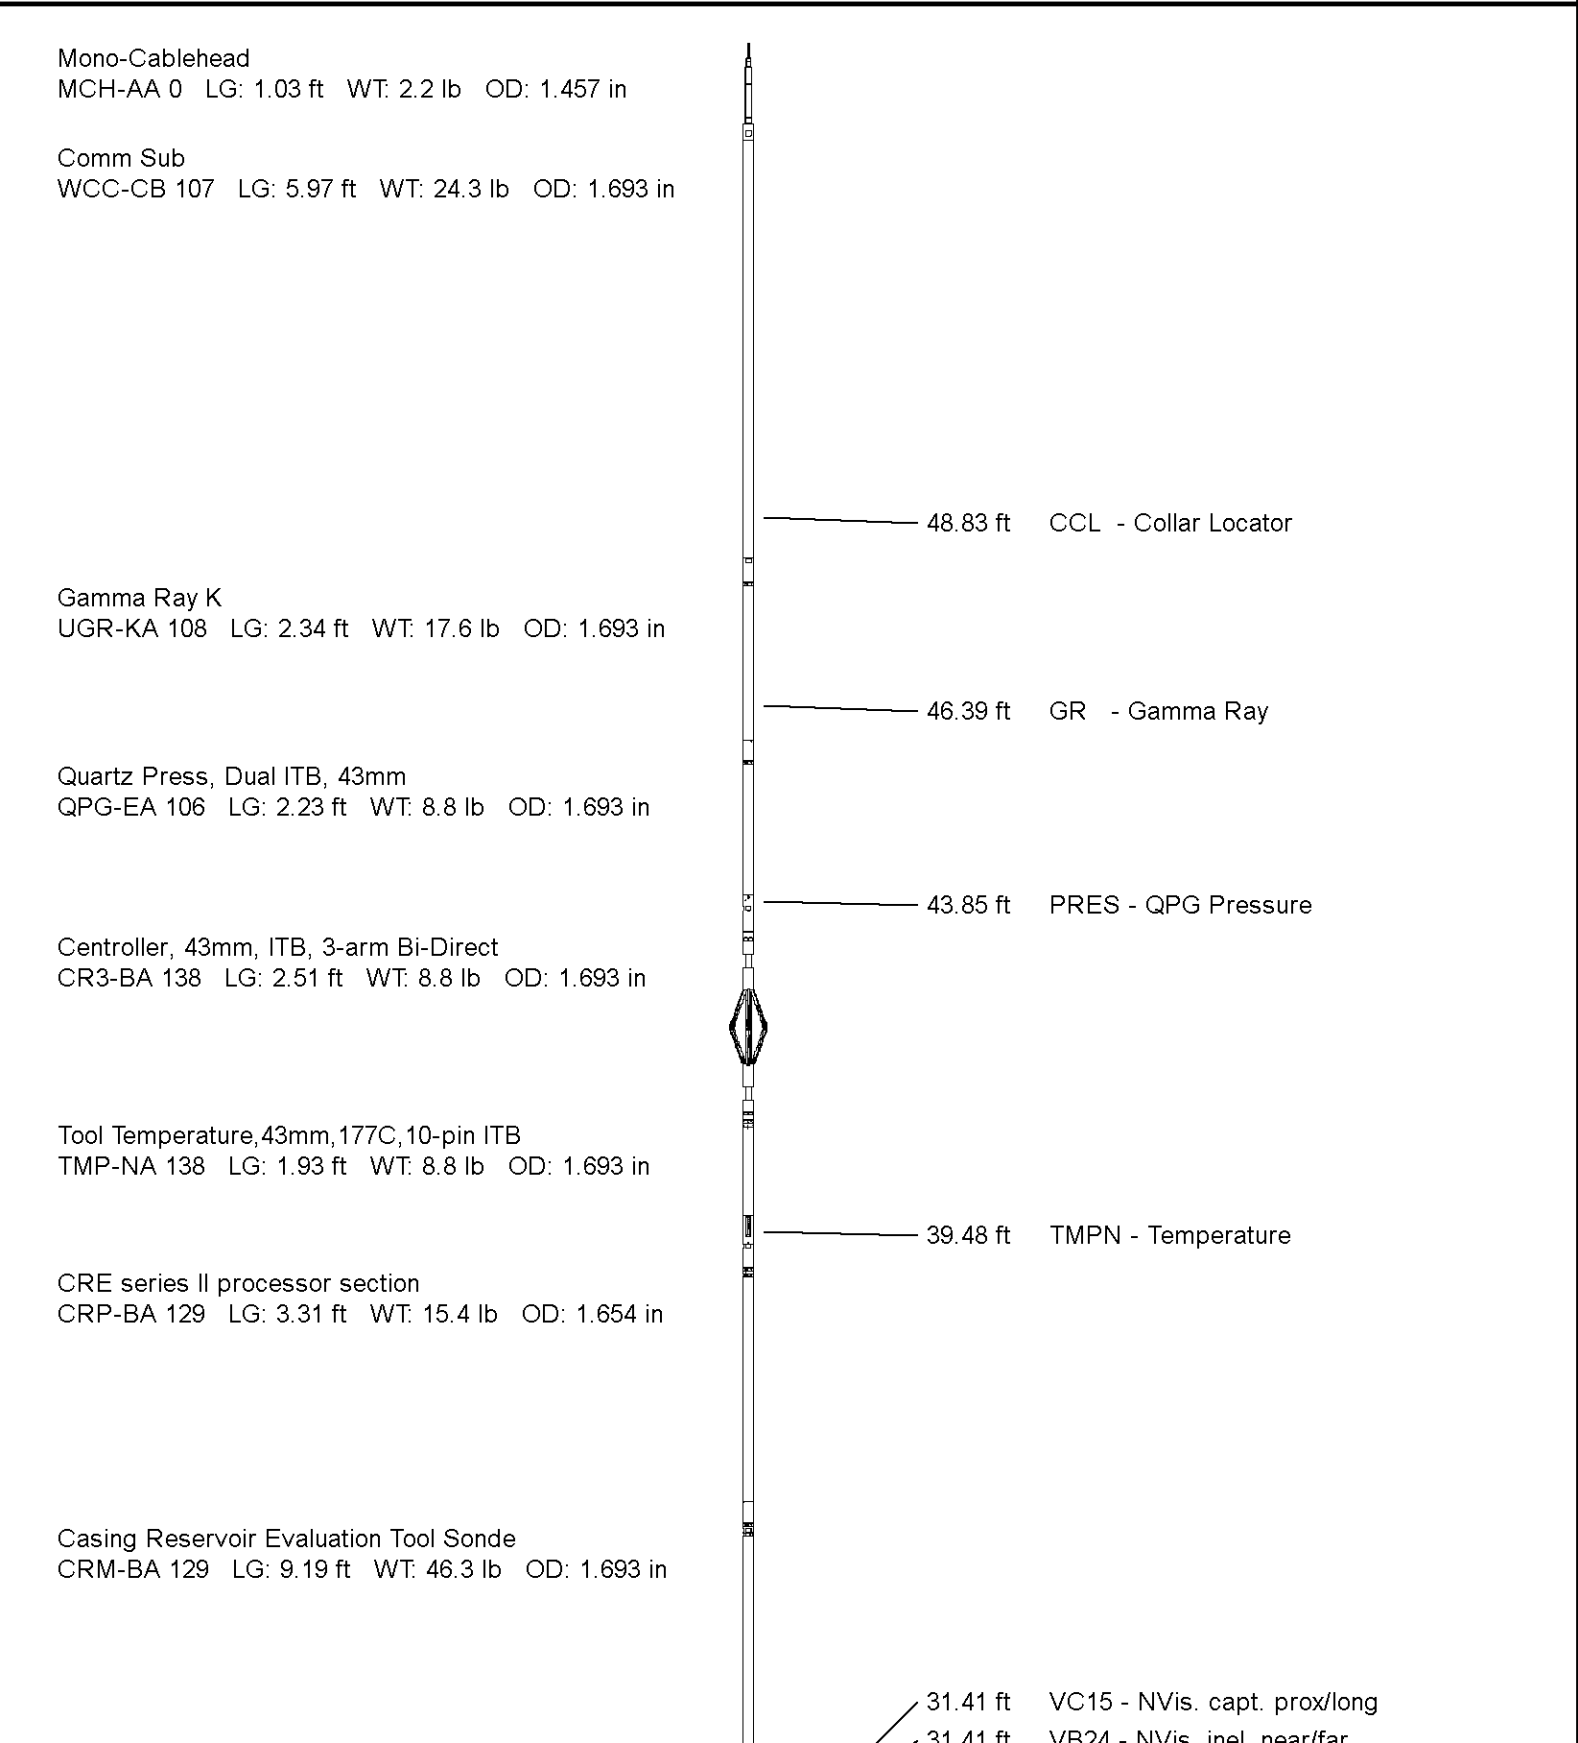 Mono-Cablehead
MCH-AA 0 LG: 1.03 ft WT: 2.2 lb OD: 1.457 in
Comm Sub
WCC-CB 107 LG: 5.97 ft WT: 24.3 lb OD: 1.693 in
48.83 ft CCL - Collar Locator
Gamma Ray K
UGR-KA 108 LG: 2.34 ft WT: 17.6 lb OD: 1.693 in
46.39 ft GR - Gamma Ray
Quartz Press, Dual ITB, 43mm
QPG-EA 106 LG: 2.23 ft WT: 8.8 lb OD: 1.693 in
43.85 ft PRES - QPG Pressure
Centroller, 43mm, ITB, 3-arm Bi-Direct
CR3-BA 138 LG: 2.51 ft WT: 8.8 lb OD: 1.693 in
Tool Temperature,43mm,177C,10-pin ITB
TMP-NA 138 LG: 1.93 ft WT: 8.8 lb OD: 1.693 in
39.48 ft TMPN - Temperature
CRE series II processor section
CRP-BA 129 LG: 3.31 ft WT: 15.4 lb OD: 1.654 in
Casing Reservoir Evaluation Tool Sonde
CRM-BA 129 LG: 9.19 ft WT: 46.3 lb OD: 1.693 in
31.41 ft VC15 - NVis. capt. prox/long
31.41 ft VB24 - NVis. inel. near/far